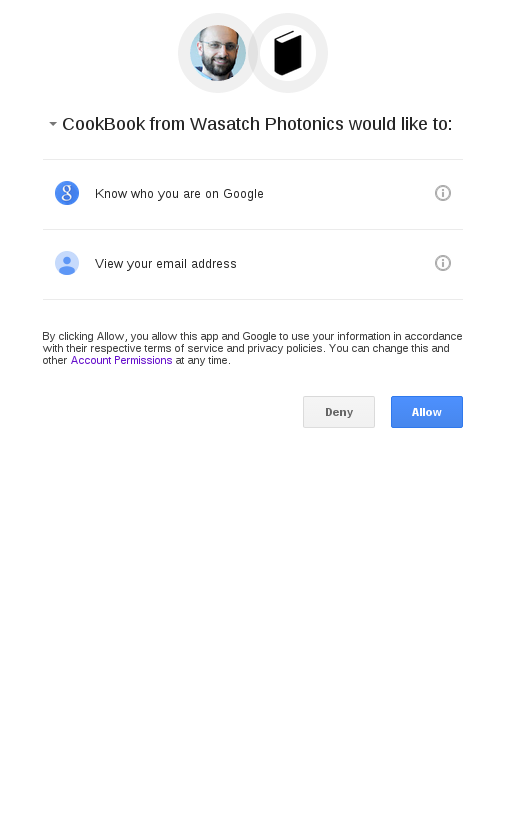 CookBook from Wasatch Photonics would like to:
Know who you are on Google
View your email address
By clicking Allow, you allow this app and Google to use your information in accordance
with their respective terms of service and privacy policies. You can change this and
other Account Permissions at any time.
Deny Allow